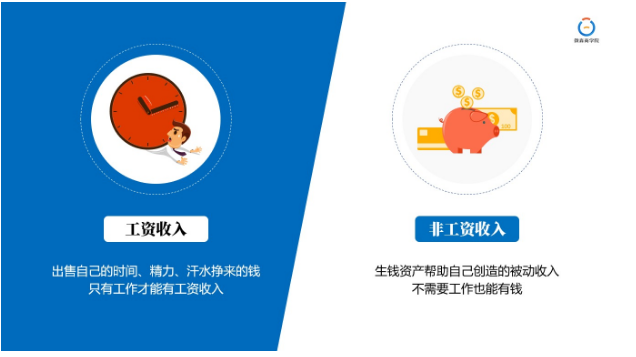 工资收入
出售自己的时间、精力、汗水挣来的钱
只有工作才能有工资收入
非工资收入
生钱资产帮助自己创造的被动收入
不需要工作也能有钱